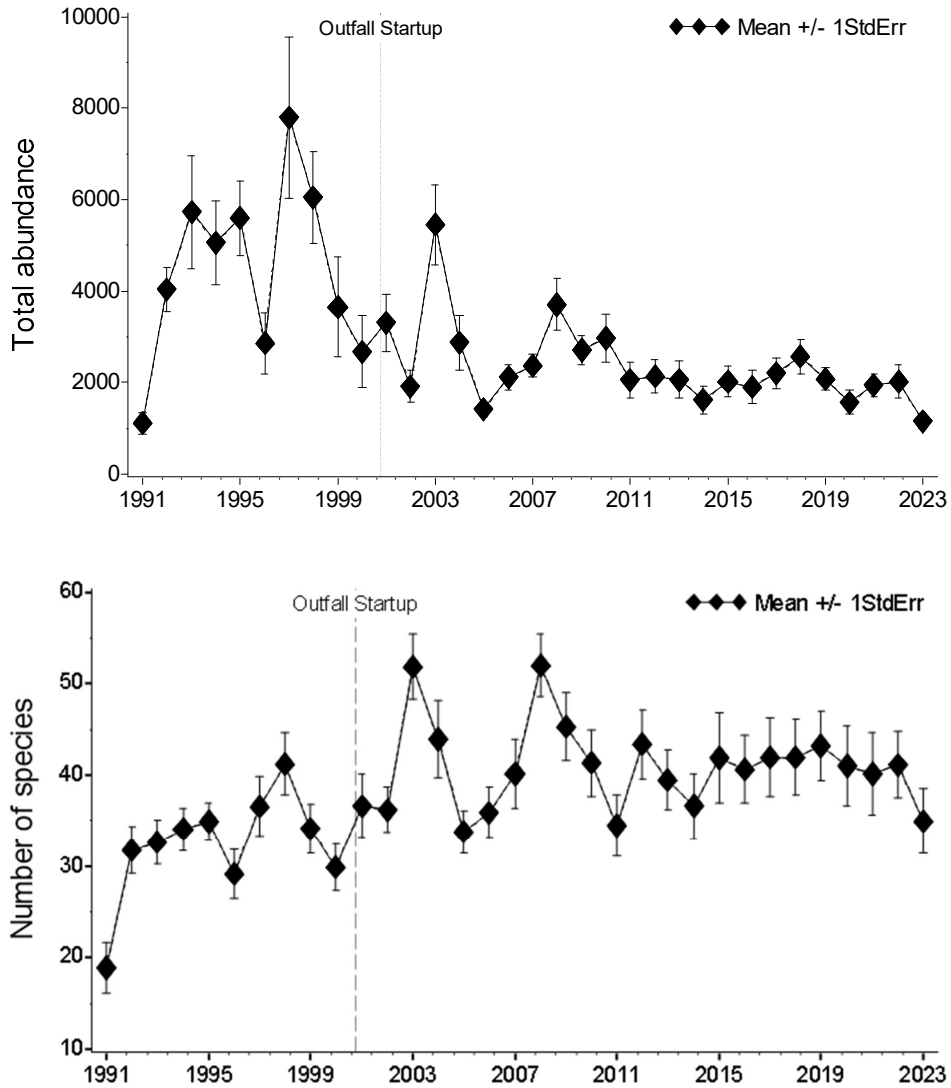 10000
Outfall Startup
Mean +/- 1StdErr
8000
6000
4000
2000
0
Total abundance
1991 1995 1999 2003 2007 2011 2015 2019 2023
60
Outfall Startup
Mean +/- 1StdErr
50
40
30
20
10
Number of species
1991 1995 1999 2003 2007 2011 2015 2019 2023